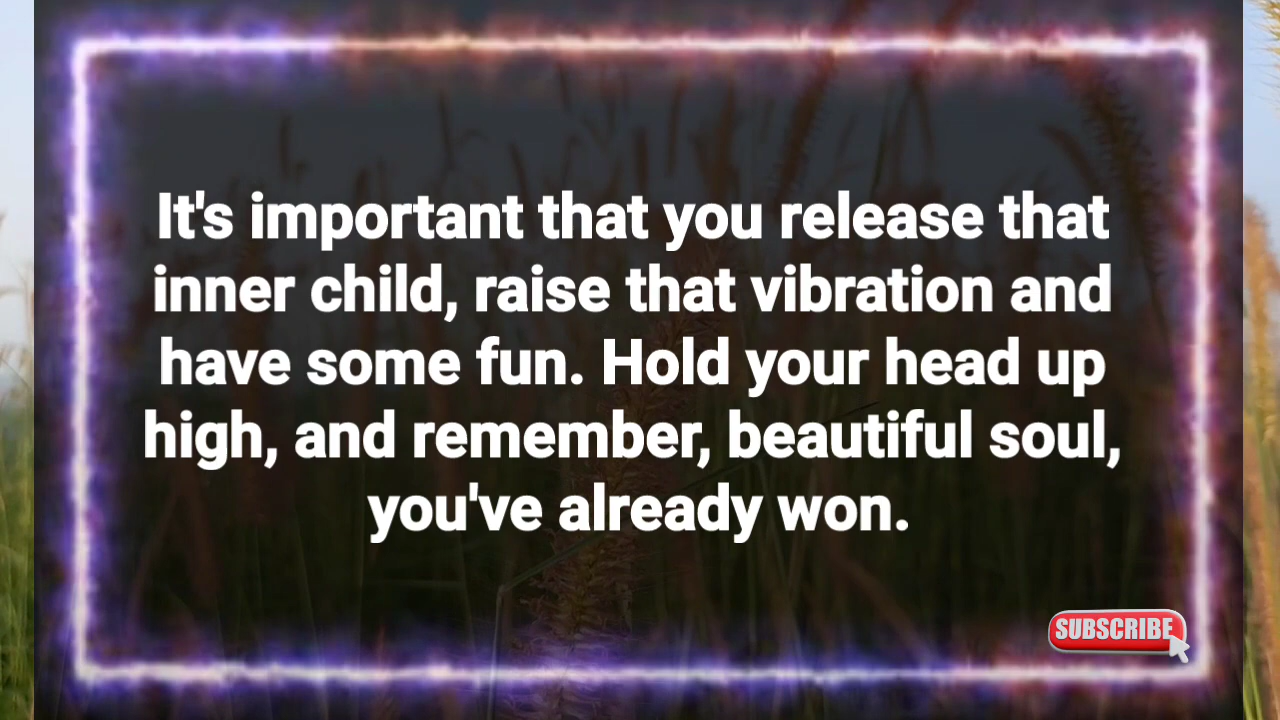 It's important that you release that
inner child, raise that vibration and
have some fun. Hold your head up
high, and remember, beautiful soul,
you've already won.
SUBSCRIBE